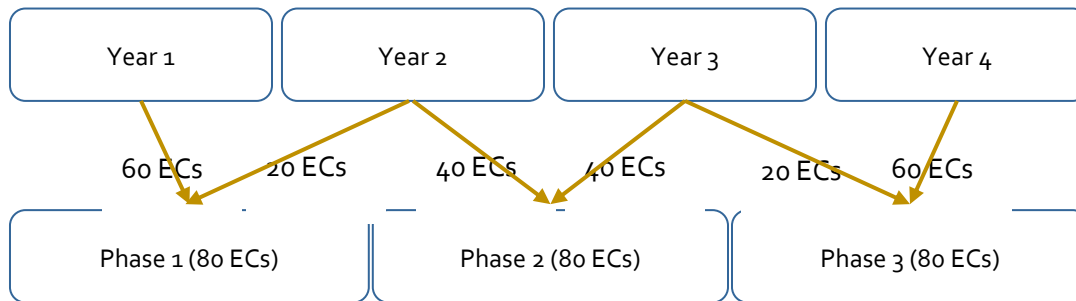 Year 1
Year 2
Year 3
Year 4
60 ECs
20 ECs
40 ECs
40 ECs
20 ECs
60 ECs
Phase 1 (80 ECs)
Phase 2 (80 ECs)
Phase 3 (80 ECs)